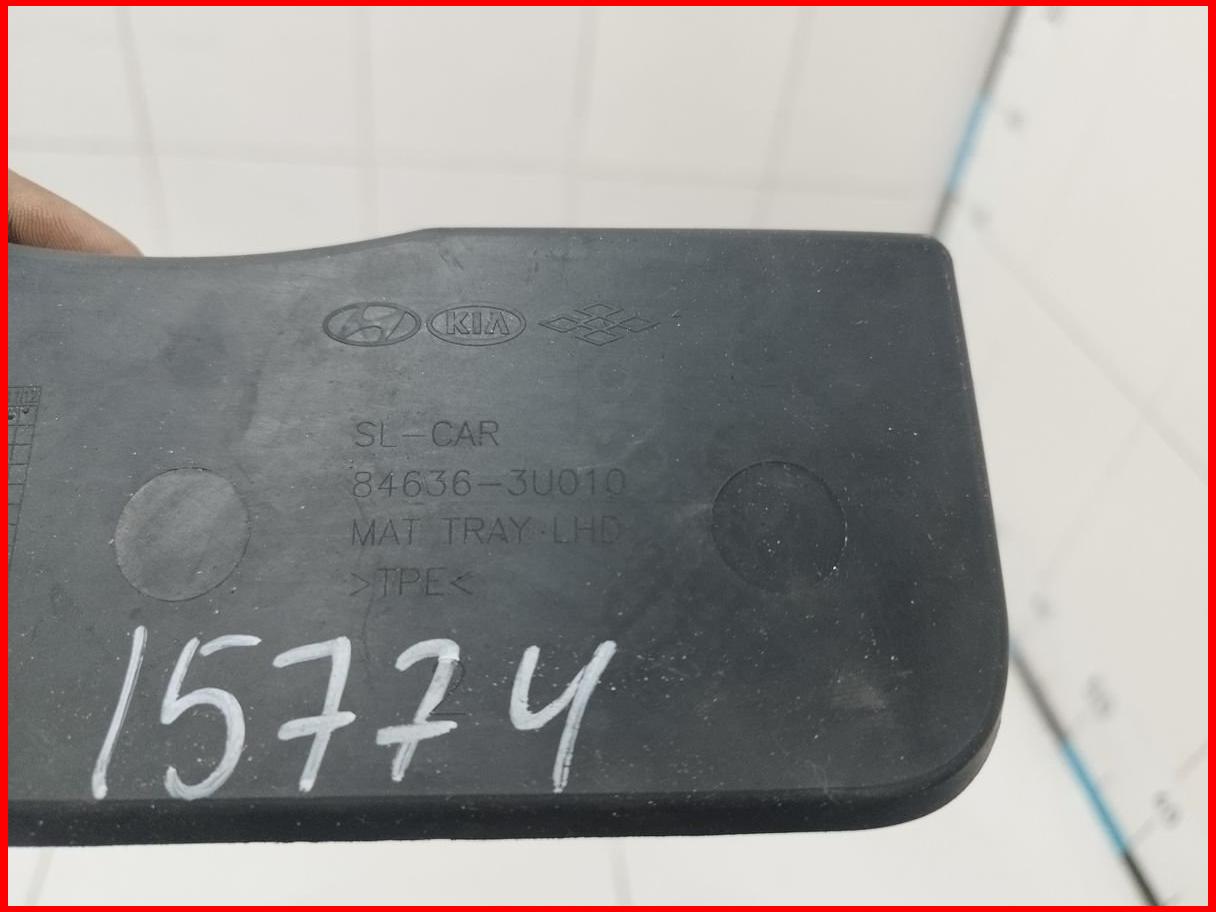 KIA
SL-CAR
84636-3U010
MAT TRAY LHD
>TPE<
15774